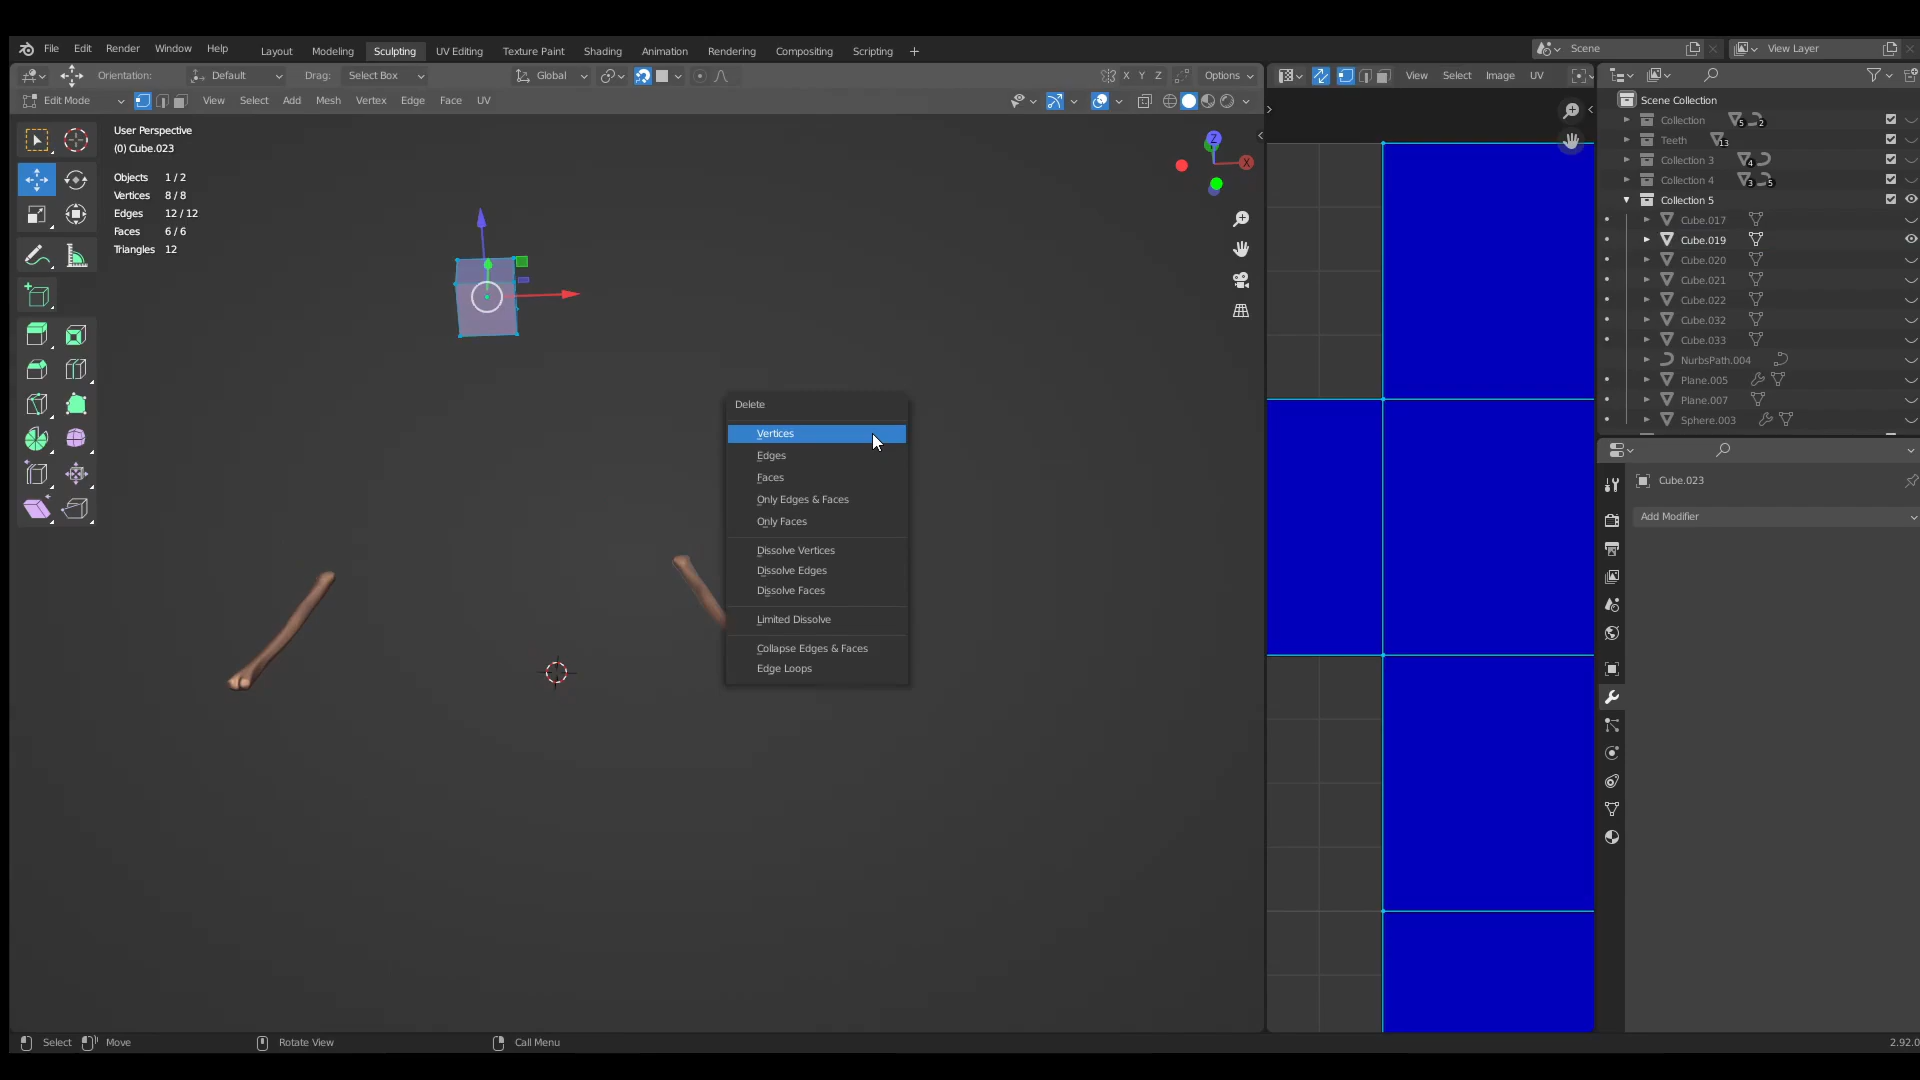 File Edit Render Window Help Layout Modeling Sculpting UV Editing Texture Paint Shading Animation Rendering Compositing Scripting + Scene View Layer
Orientation: Default Drag: Select Box Global X Y Z Options View Select Image UV
Edit Mode View Select Add Mesh Vertex Edge Face UV
User Perspective
(0) Cube.023
Objects 1 / 2
Vertices 8 / 8
Edges 12 / 12
Faces 6 / 6
Triangles 12
Z
X
Delete
Vertices
Edges
Faces
Only Edges & Faces
Only Faces
Dissolve Vertices
Dissolve Edges
Dissolve Faces
Limited Dissolve
Collapse Edges & Faces
Edge Loops
Scene Collection
Collection 5 2
Teeth 13
Collection 3 4
Collection 4 3 5
Collection 5
Cube.017
Cube.019
Cube.020
Cube.021
Cube.022
Cube.032
Cube.033
NurbsPath.004
Plane.005
Plane.007
Sphere.003
Cube.023
Add Modifier
Select Move Rotate View Call Menu 2.92.0